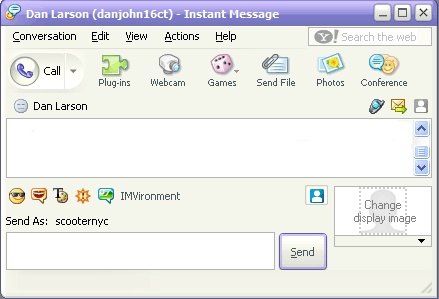 Dan Larson (danjohn16ct) - Instant Message
Conversation Edit View Actions Help Y! Search the web
Call Plug-ins Webcam Games Send File Photos Conference
Dan Larson
IMVironment
Change
display image
Send As: scooternyc
Send